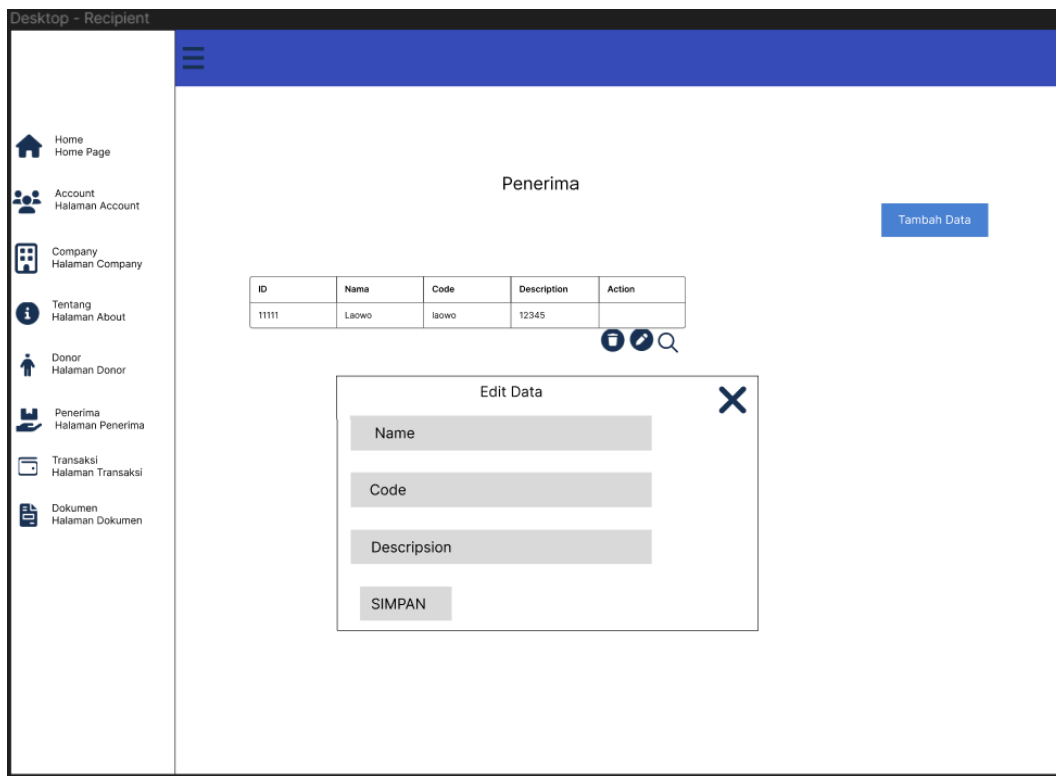 Desktop - Recipient
Home
Home Page
Account
Halaman Account
Company
Halaman Company
Tentang
Halaman About
Donor
Halaman Donor
Penerima
Halaman Penerima
Transaksi
Halaman Transaksi
Dokumen
Halaman Dokumen
Penerima
Tambah Data
ID Nama Code Description Action
11111 Laowo laowo 12345
Edit Data
Name
Code
Descripsion
SIMPAN